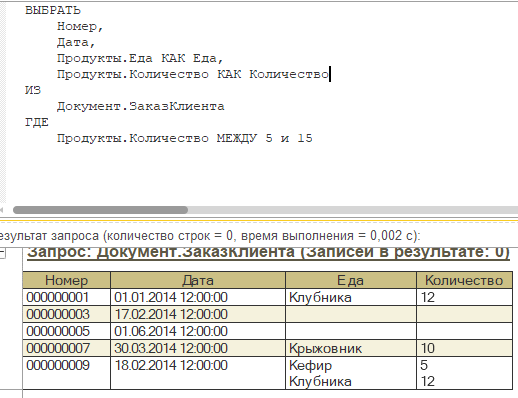 ВЫБРАТЬ
Номер,
Дата,
Продукты.Еда КАК Еда,
Продукты.Количество КАК Количество
ИЗ
Документ.ЗаказКлиента
ГДЕ
Продукты.Количество МЕЖДУ 5 и 15
езультат запроса (количество строк = 0, время выполнения = 0,002 с):
Запрос: Документ.ЗаказКлиента (Записей в результате: 0)
Номер Дата Еда Количество
000000001 01.01.2014 12:00:00 Клубника 12
000000003 17.02.2014 12:00:00
000000005 01.06.2014 12:00:00
000000007 30.03.2014 12:00:00 Крыжовник 10
000000009 18.02.2014 12:00:00 Кефир 5
Клубника 12